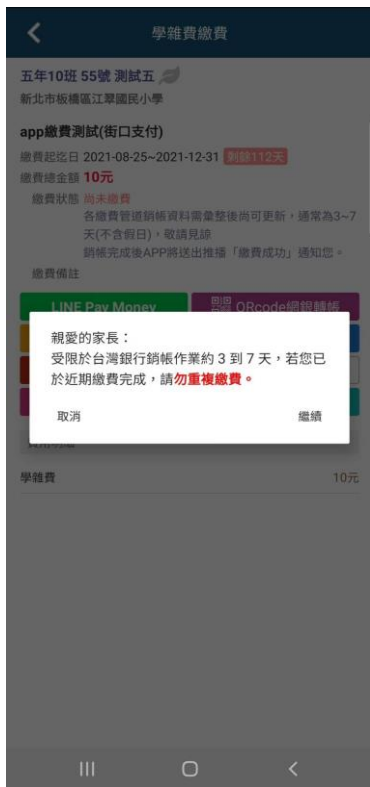 學雜費繳費
五年10班 55號 測試五
新北市板橋區江翠國民小學
app繳費測試(街口支付)
繳費起迄日 2021-08-25~2021-12-31 剩餘112天
繳費總金額 10元
繳費狀態 尚未繳費
各繳費管道銷帳資料需彙整後尚可更新，通常為3~7
天(不含假日)，敬請見諒
銷帳完成後APP將送出推播「繳費成功」通知您。
繳費備註
LINE Pay Money
QRcode網銀轉帳
親愛的家長：
受限於台灣銀行銷帳作業約 3 到 7 天，若您已
於近期繳費完成，請勿重複繳費。
取消 繼續
學雜費 10元